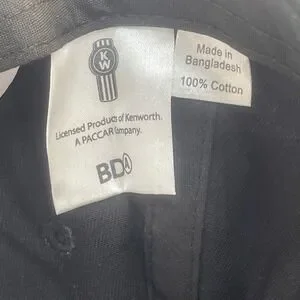 KW
Licensed Products of Kenworth.
A PACCAR Company.
BDA
Made in
Bangladesh
100% Cotton